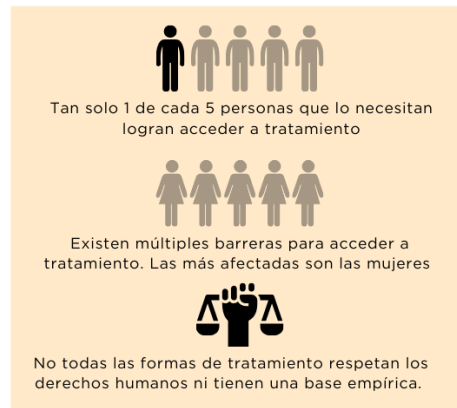 Tan solo 1 de cada 5 personas que lo necesitan
logran acceder a tratamiento
Existen múltiples barreras para acceder a
tratamiento. Las más afectadas son las mujeres
No todas las formas de tratamiento respetan los
derechos humanos ni tienen una base empírica.